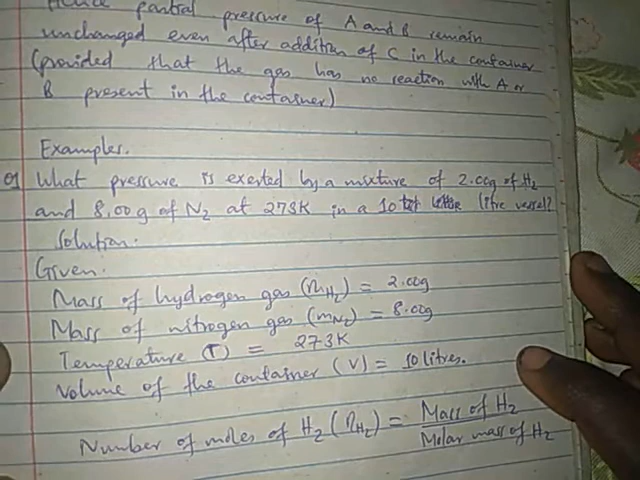 Hence partial pressure of A and B remain
unchanged even after addition of C in the container
(provided that the gas has no reaction with A or
B present in the container)
Examples.
01 What pressure is exerted by a mixture of 2.00g of H₂
and 8.00g of N₂ at 273K in a 10 litre vessel?
Solution.
Given.
Mass of hydrogen gas (mH₂) = 2.00g
Mass of nitrogen gas (mN₂) = 8.00g
Temperature (T) = 273K
Volume of the container (V) = 10 litres.
Number of moles of H₂ (nH₂) = Mass of H₂
Molar mass of H₂